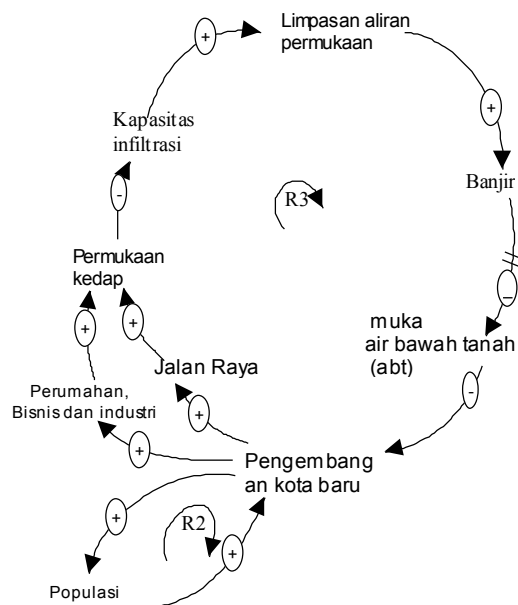 Limpasan aliran
permukaan
+
+
Kapasitas
infiltrasi
Banjir
-
R3
Permukaan
kedap
–
muka
air bawah tanah
(abt)
+
+
Jalan Raya
-
Perumahan,
Bisnis dan industri
+
+
Pengembang
an kota baru
+
R2
+
Populasi